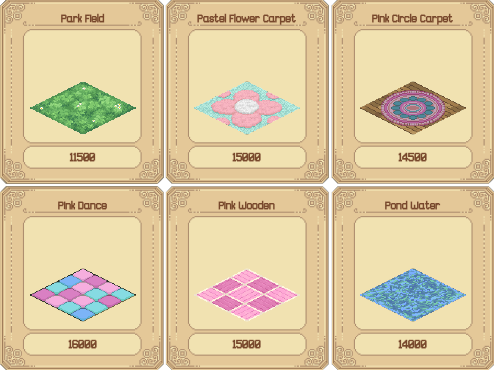 Park Field
Pastel Flower Carpet
Pink Circle Carpet
11500
15000
14500
Pink Dance
Pink Wooden
Pond Water
16000
15000
14000